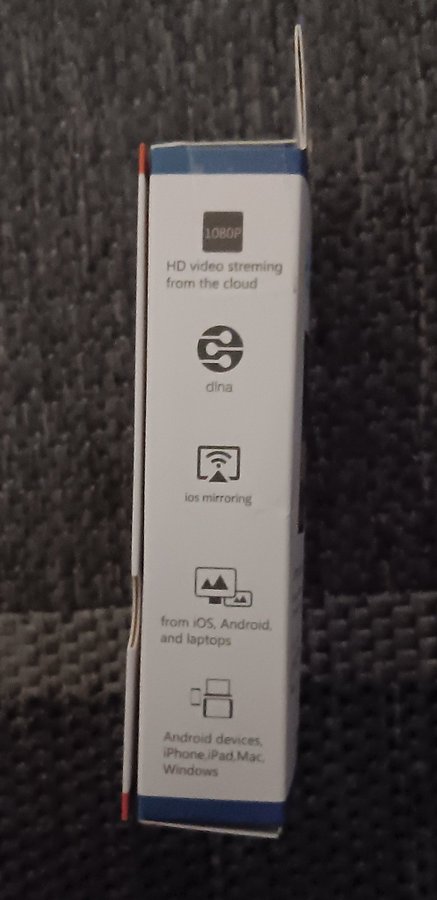 1080P
HD video streming
from the cloud
dlna
ios mirroring
from iOS, Android,
and laptops
Android devices,
iPhone,iPad,Mac,
Windows